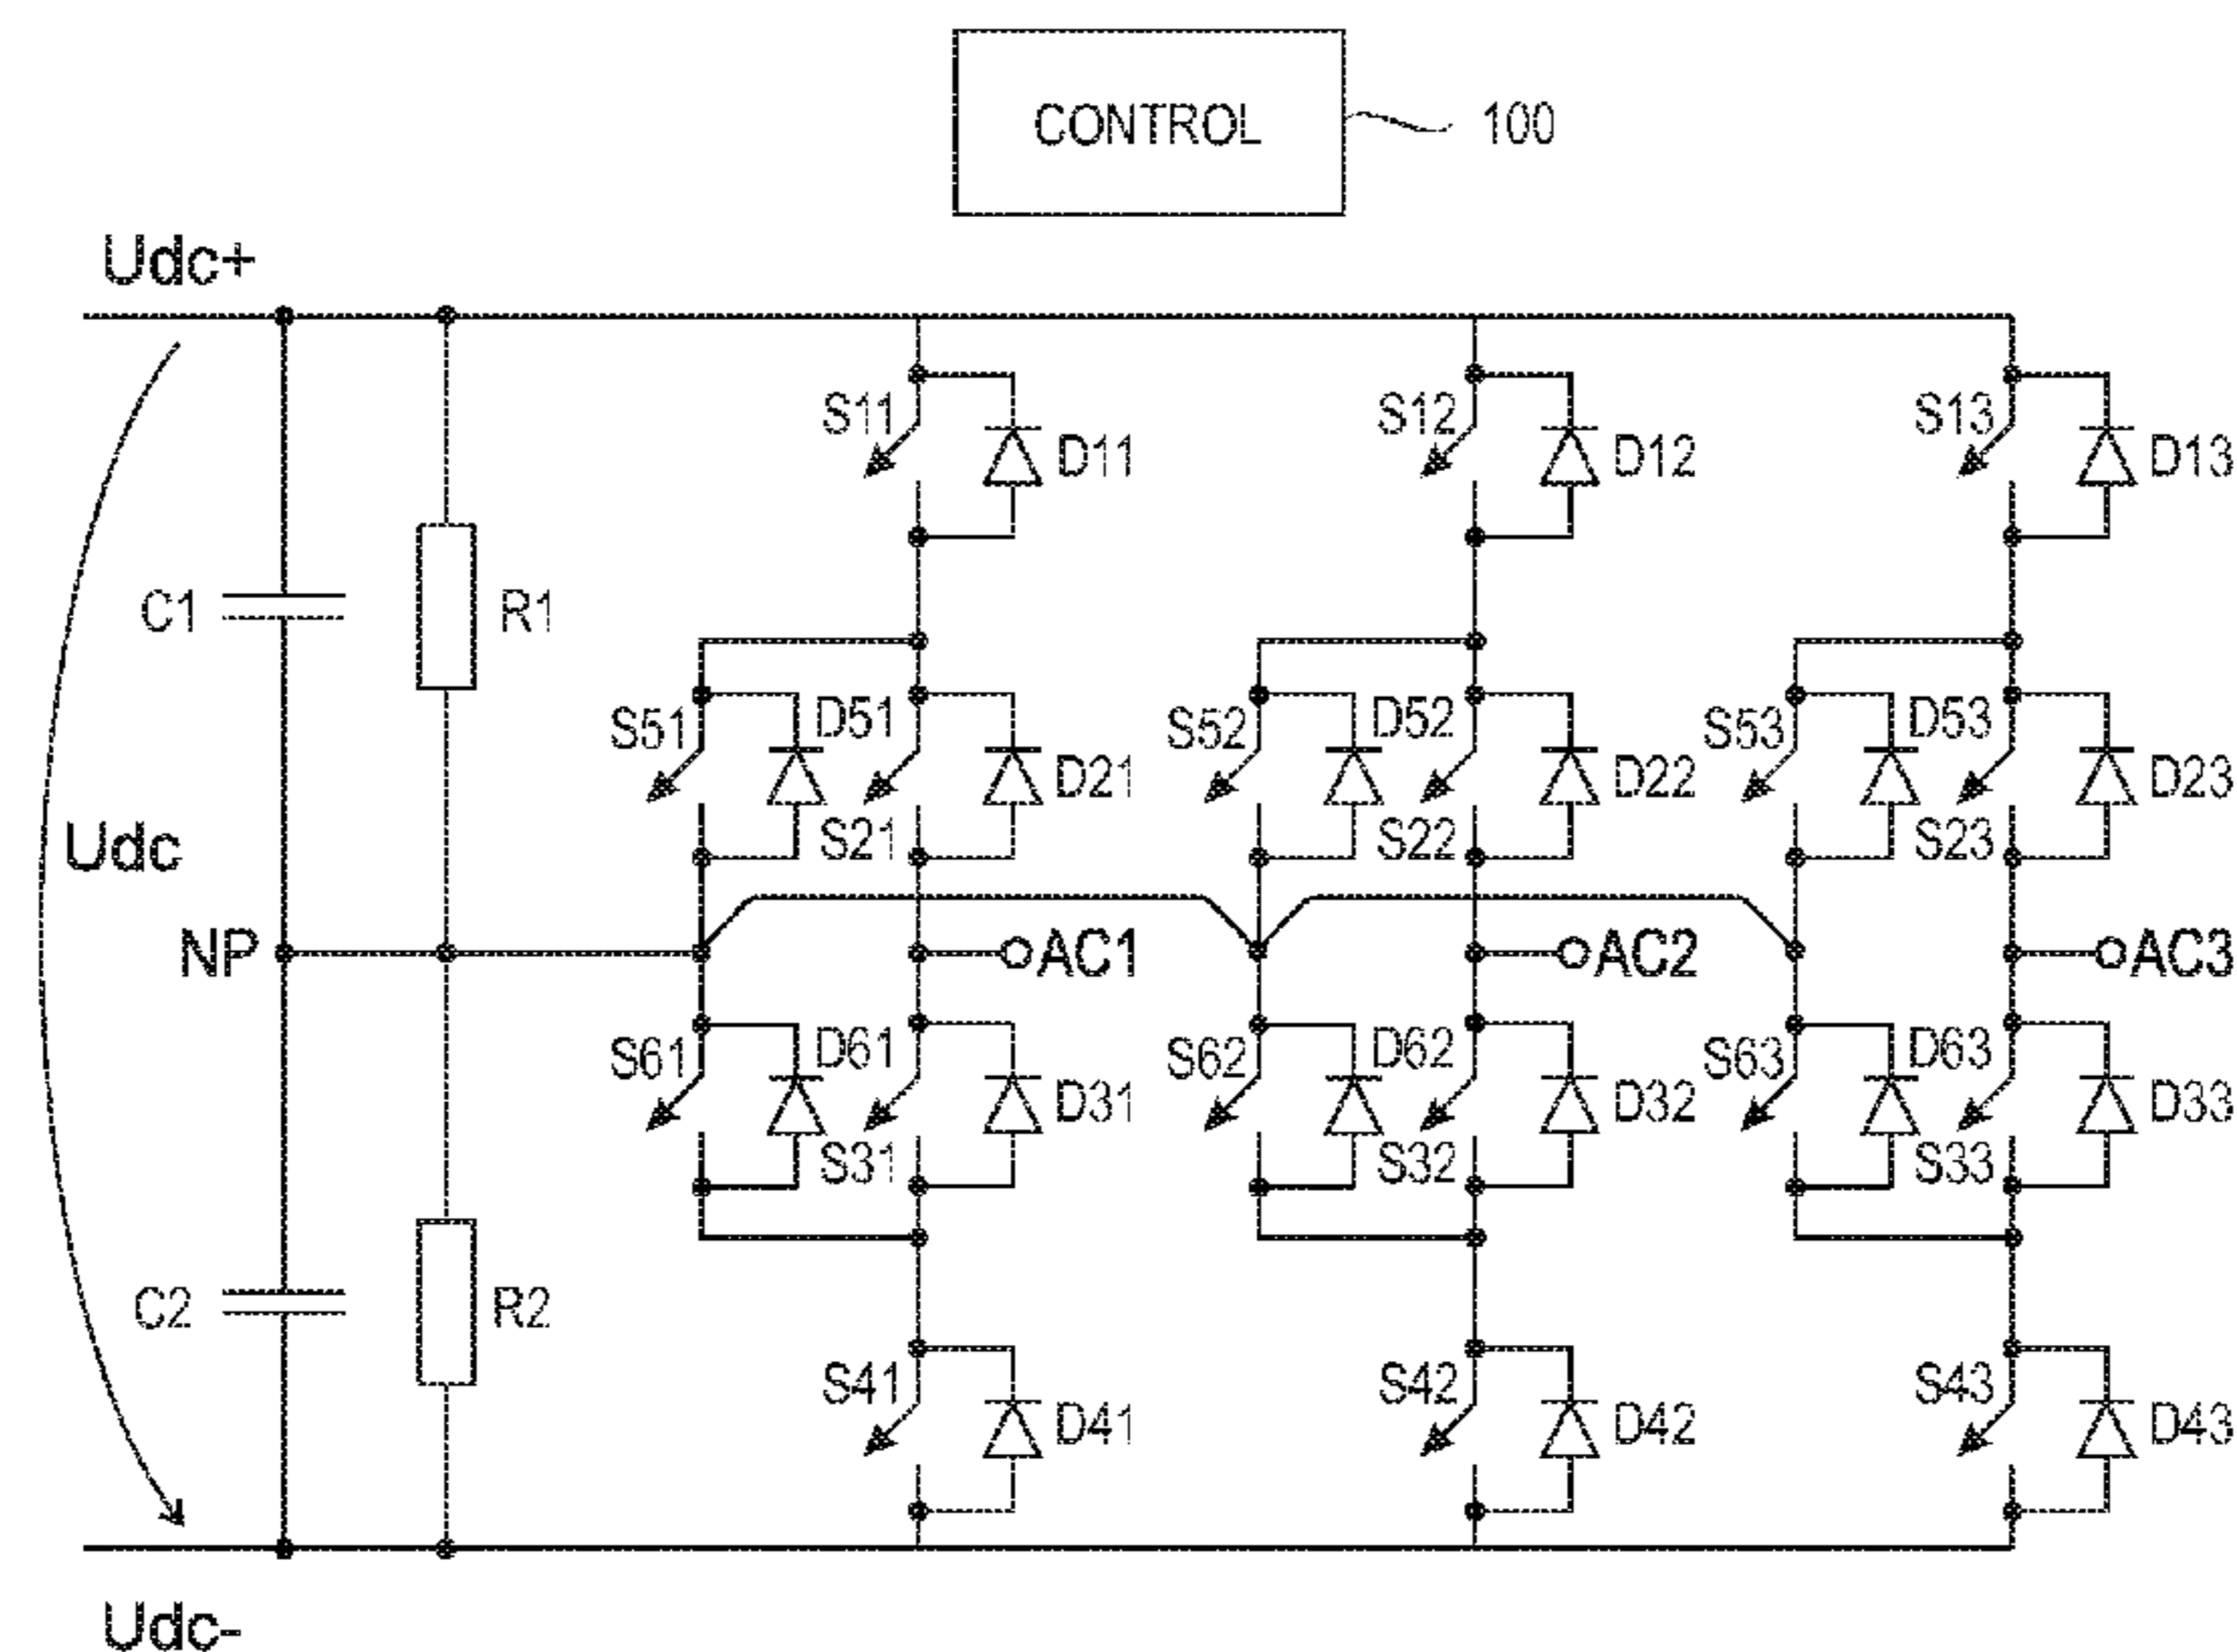 CONTROL 100
Udc+
S11 D11 S12 D12 S13 D13
C1 R1
S51 D51 S52 D52 S53 D53
D21 D22 D23
Udc S21 S22 S23
NP AC1 AC2 AC3
S61 D61 S62 D62 S63 D63
D31 D32 D33
S31 S32 S33
C2 R2
S41 D41 S42 D42 S43 D43
Udc-